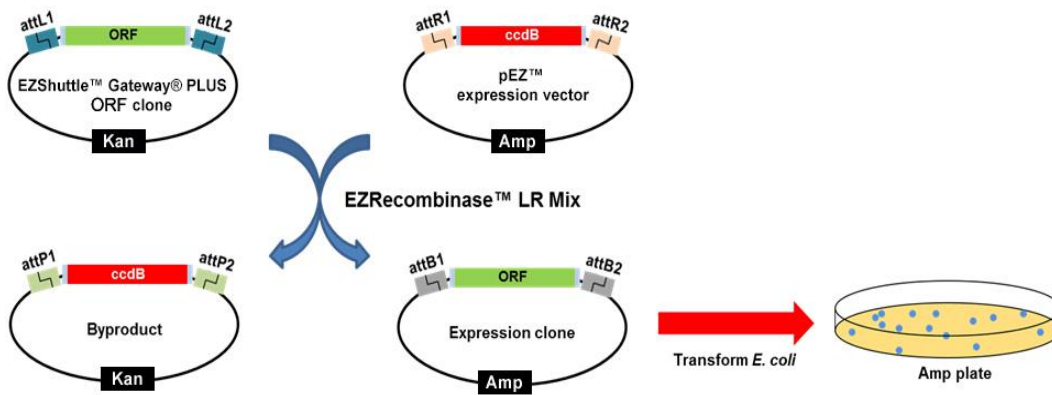 attL1
ORF
attL2
EZShuttle™ Gateway® PLUS
ORF clone
Kan
attR1
ccdB
attR2
pEZ™
expression vector
Amp
EZRecombinase™ LR Mix
attP1
ccdB
attP2
Byproduct
Kan
attB1
ORF
attB2
Expression clone
Amp
Transform E. coli
Amp plate